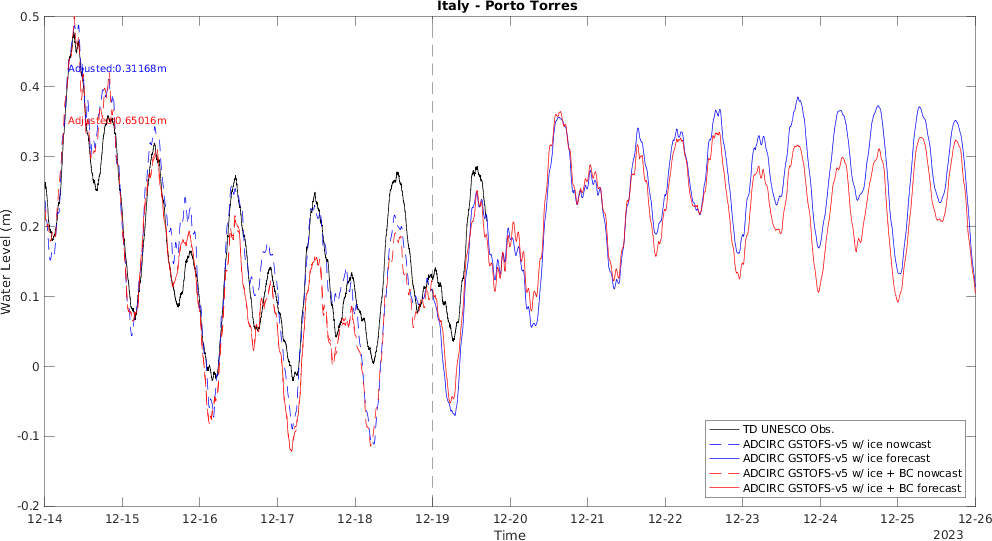 Italy - Porto Torres
Water Level (m)
0.5
0.4
0.3
0.2
0.1
0
-0.1
-0.2
Adjusted:0.31168m
Adjusted:0.65016m
TD UNESCO Obs.
ADCIRC GSTOFS-v5 w/ ice nowcast
ADCIRC GSTOFS-v5 w/ ice forecast
ADCIRC GSTOFS-v5 w/ ice + BC nowcast
ADCIRC GSTOFS-v5 w/ ice + BC forecast
12-14 12-15 12-16 12-17 12-18 12-19 12-20 12-21 12-22 12-23 12-24 12-25 12-26
Time
2023